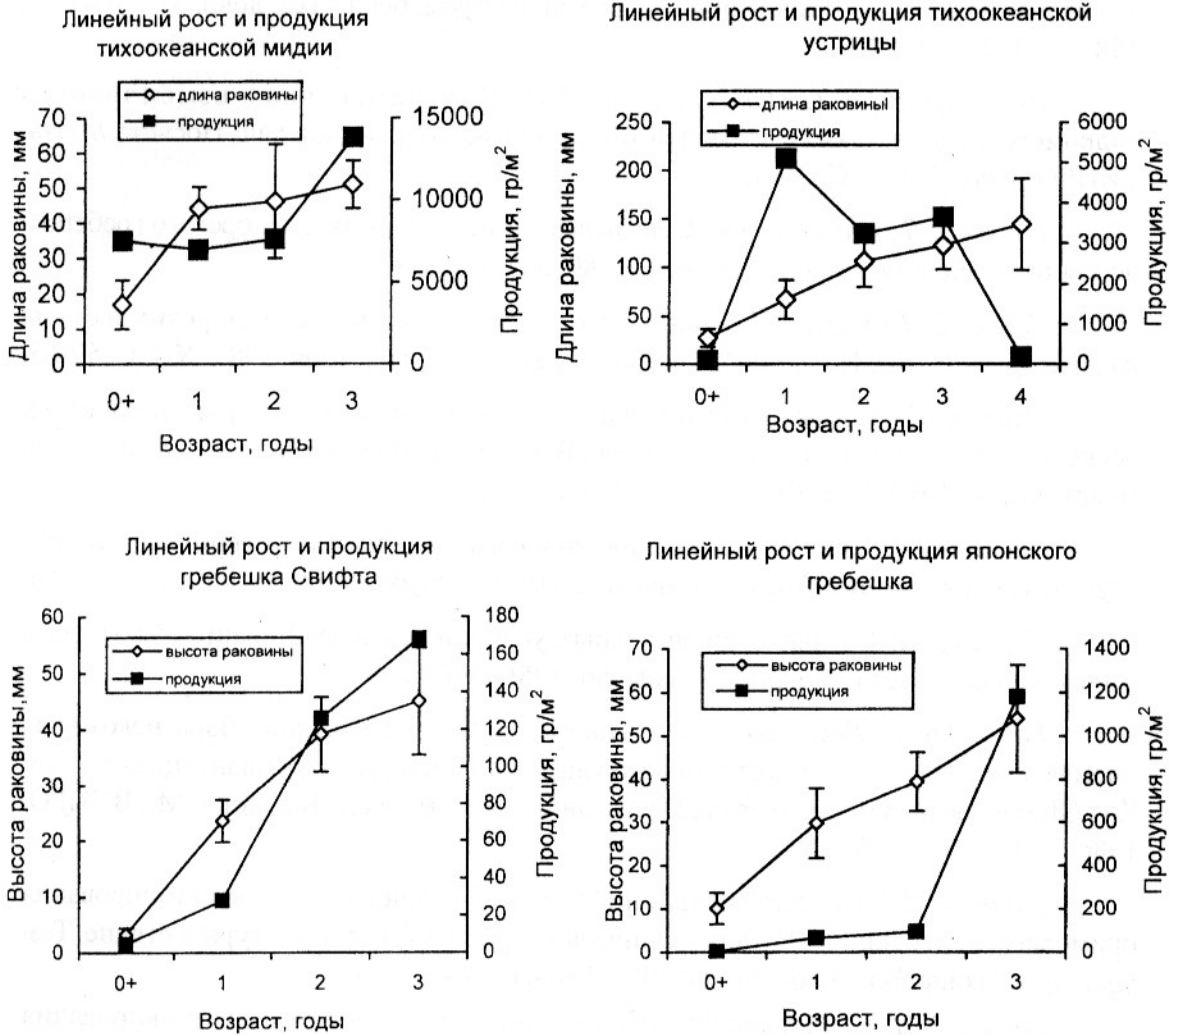 Линейный рост и продукция
тихоокеанской мидии
длина раковины
продукция
Длина раковины, мм
70
60
50
40
30
20
10
0
15000
10000
5000
0
Продукция, гр/м²
0+ 1 2 3
Возраст, годы
Линейный рост и продукция тихоокеанской
устрицы
длина раковины
продукция
Длина раковины, мм
250
200
150
100
50
0
6000
5000
4000
3000
2000
1000
0
Продукция, гр/м²
0+ 1 2 3 4
Возраст, годы
Линейный рост и продукция
гребешка Свифта
высота раковины
продукция
Высота раковины,мм
60
50
40
30
20
10
0
180
160
140
120
100
80
60
40
20
0
Продукция, гр/м²
0+ 1 2 3
Возраст, годы
Линейный рост и продукция японского
гребешка
высота раковины
продукция
Высота раковины, мм
70
60
50
40
30
20
10
0
1400
1200
1000
800
600
400
200
0
Продукция, гр/м²
0+ 1 2 3
Возраст, годы